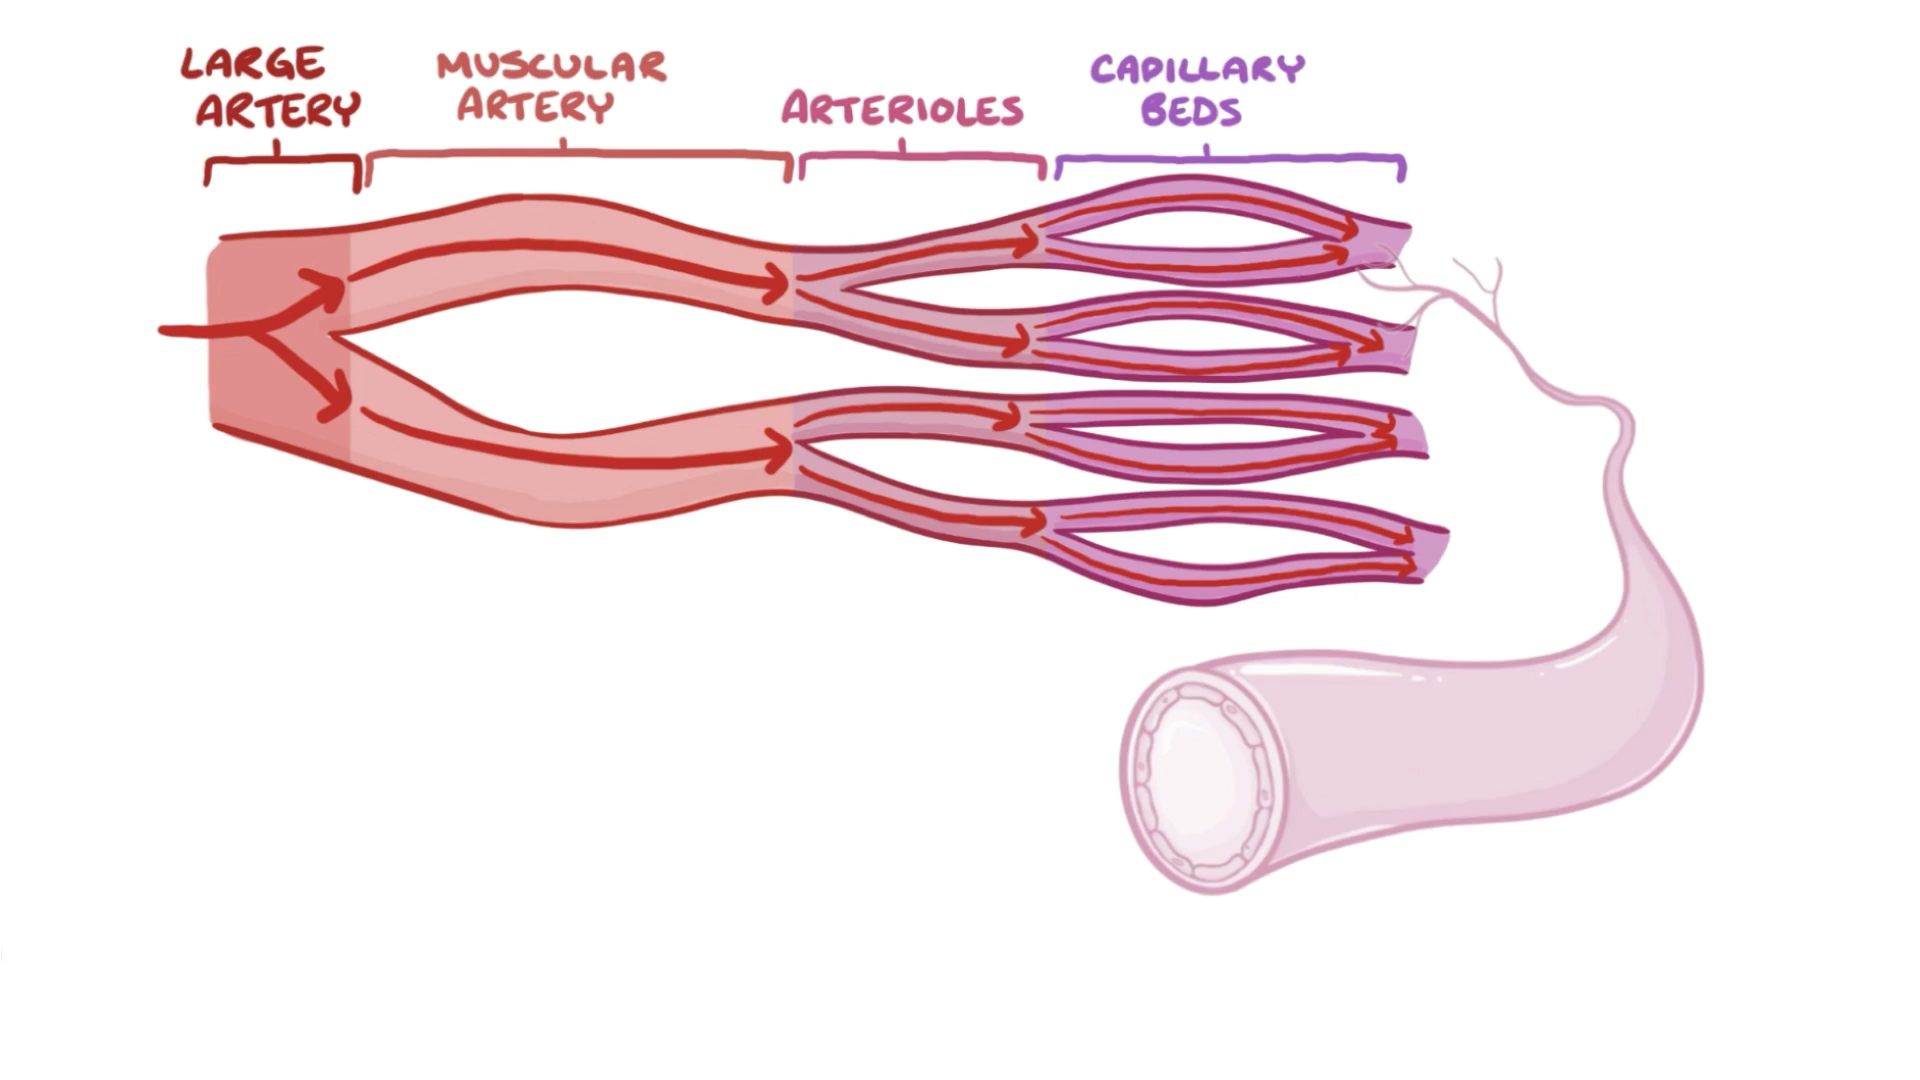 LARGE
ARTERY
MUSCULAR
ARTERY
ARTERIOLES
CAPILLARY
BEDS